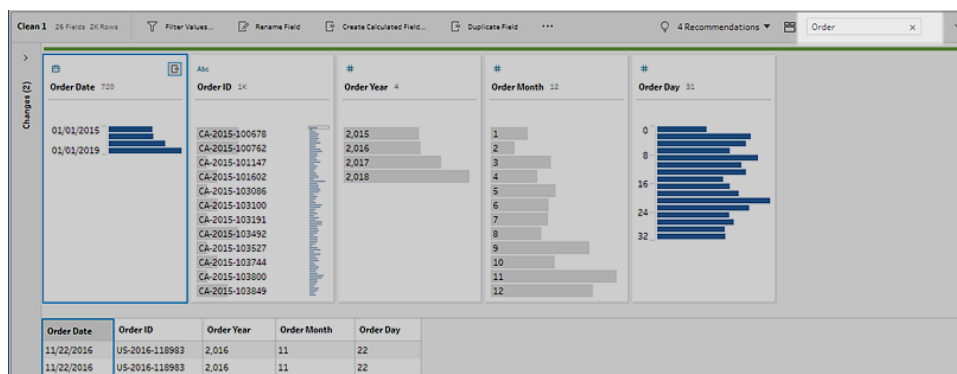 Clean 1 26 Fields 2K Rows Filter Values... Rename Field Create Calculated Field... Duplicate Field ... 4 Recommendations Order ×
Changes (2)
Abc # # #
Order Date 720 Order ID 1K Order Year 4 Order Month 12 Order Day 31
01/01/2015
01/01/2019
CA-2015-100678
CA-2015-100762
CA-2015-101147
CA-2015-101602
CA-2015-103086
CA-2015-103100
CA-2015-103191
CA-2015-103492
CA-2015-103527
CA-2015-103744
CA-2015-103800
CA-2015-103849
2,015
2,016
2,017
2,018
1
2
3
4
5
6
7
8
9
10
11
12
0
8
16
24
32
Order Date Order ID Order Year Order Month Order Day
11/22/2016 US-2016-118983 2,016 11 22
11/22/2016 US-2016-118983 2,016 11 22